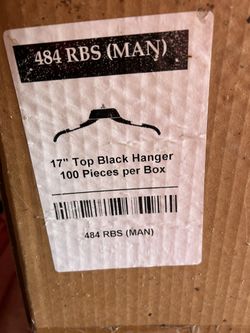 484 RBS (MAN)
17" Top Black Hanger
100 Pieces per Box
484 RBS (MAN)